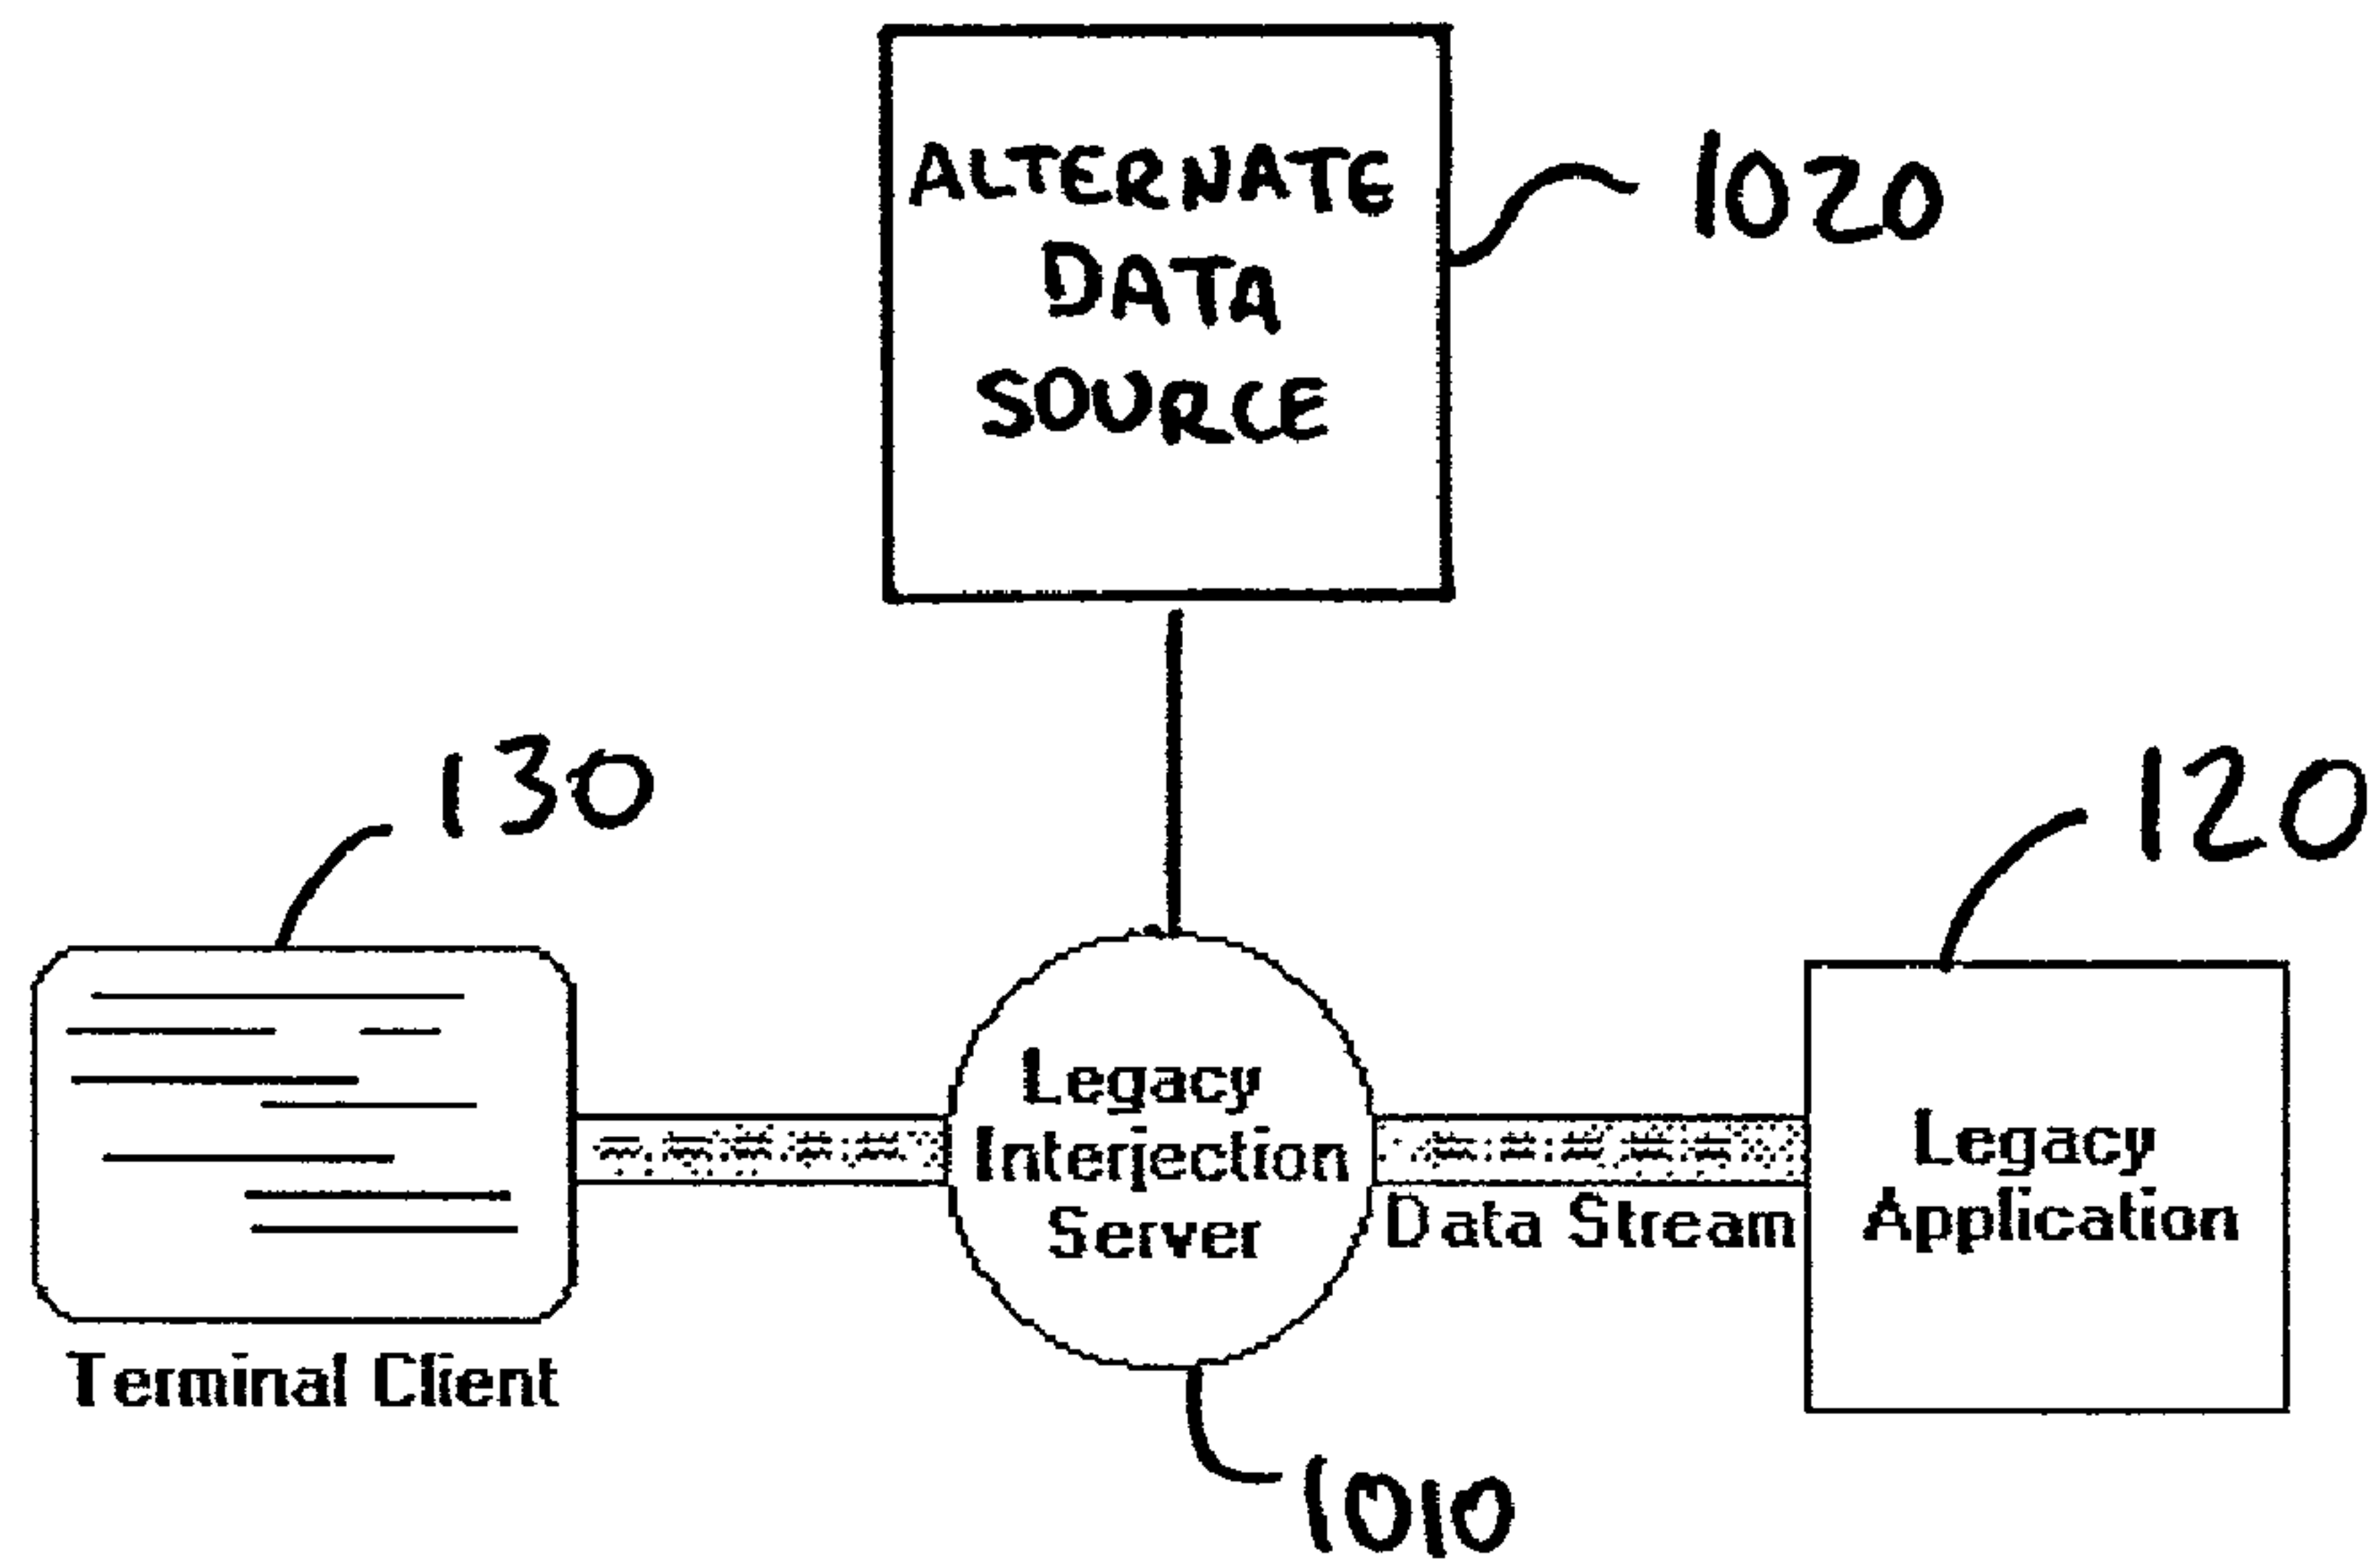 ALTERNATE
DATA
SOURCE
1020
130
120
Legacy
Interjection
Server
Data Stream
Legacy
Application
Terminal Client
1010